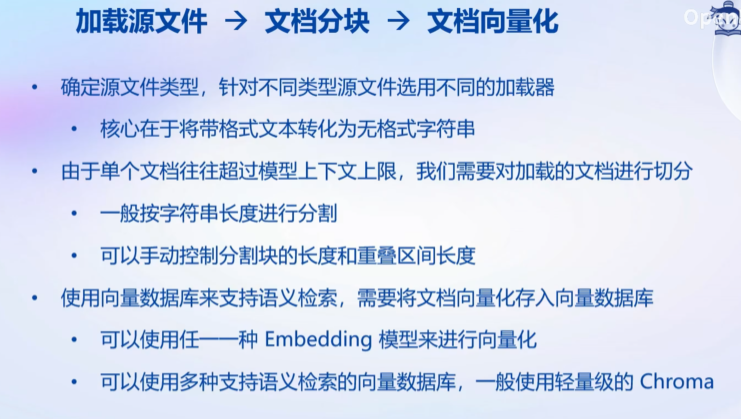 加载源文件 → 文档分块 → 文档向量化
Open
• 确定源文件类型，针对不同类型源文件选用不同的加载器
• 核心在于将带格式文本转化为无格式字符串
• 由于单个文档往往超过模型上下文上限，我们需要对加载的文档进行切分
• 一般按字符串长度进行分割
• 可以手动控制分割块的长度和重叠区间长度
• 使用向量数据库来支持语义检索，需要将文档向量化存入向量数据库
• 可以使用任一一种 Embedding 模型来进行向量化
• 可以使用多种支持语义检索的向量数据库，一般使用轻量级的 Chroma